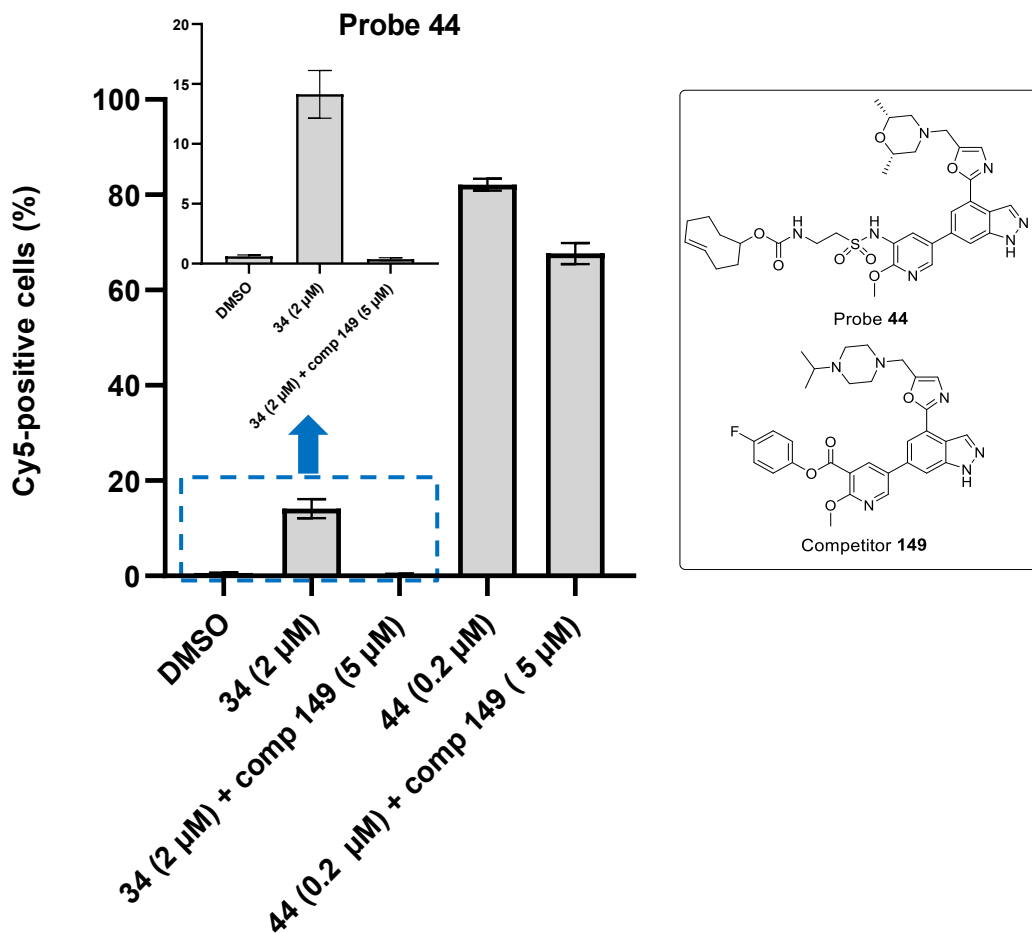 Probe 44
Cy5-positive cells (%)
100
80
60
40
20
0
20
15
10
5
0
DMSO
34 (2 µM)
34 (2 µM) + comp 149 (5 µM)
DMSO
34 (2 µM)
34 (2 µM) + comp 149 (5 µM)
44 (0.2 µM)
44 (0.2 µM) + comp 149 ( 5 µM)
O
N
O
N
N
N
H
O
O
H
N
S
O
O
H
N
O
N
Probe 44
N
N
O
N
F
O
O
O
N
N
N
H
Competitor 149